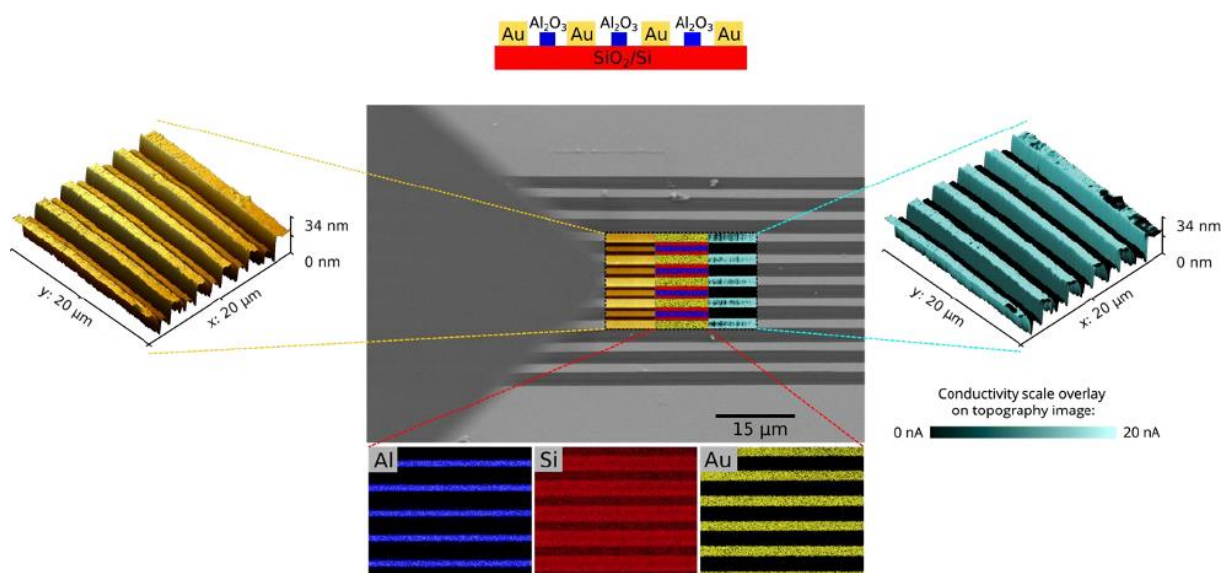 Al₂O₃ Al₂O₃ Al₂O₃
Au Au Au Au
SiO₂/Si
34 nm
0 nm
y: 20 µm
x: 20 µm
34 nm
0 nm
y: 20 µm
x: 20 µm
15 µm
Conductivity scale overlay
on topography image:
0 nA 20 nA
Al Si Au